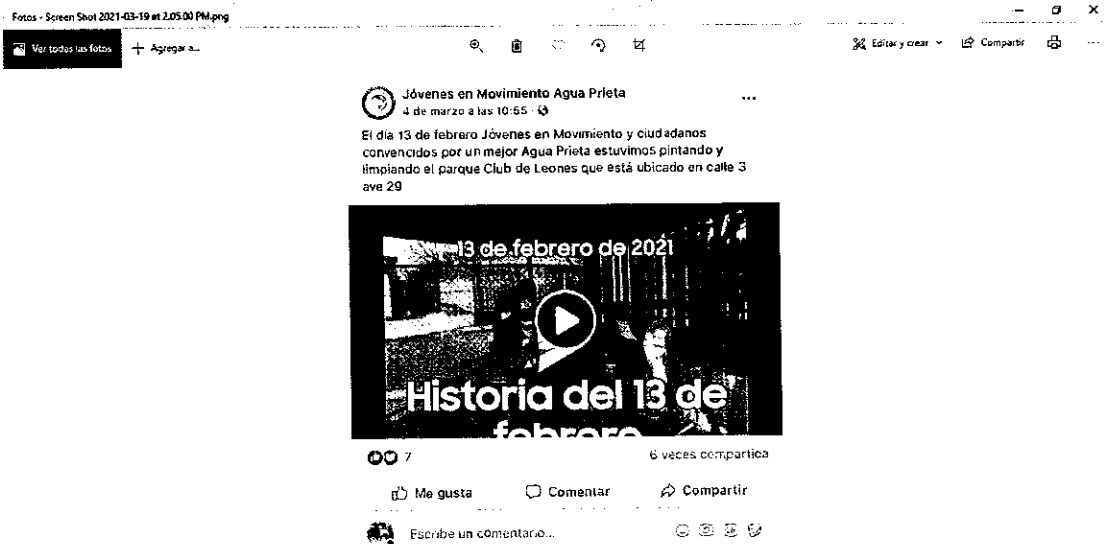 Fotos - Screen Shot 2021-03-19 at 2.05.00 PM.png
Ver todas las fotos + Agregar a... Editar y crear Compartir
Jóvenes en Movimiento Agua Prieta
4 de marzo a las 10:55
El día 13 de febrero Jóvenes en Movimiento y ciudadanos
convencidos por un mejor Agua Prieta estuvimos pintando y
limpiando el parque Club de Leones que está ubicado en calle 3
ave 29
13 de febrero de 2021
Historia del 13 de
febrero
7 6 veces compartida
Me gusta Comentar Compartir
Escribe un comentario...